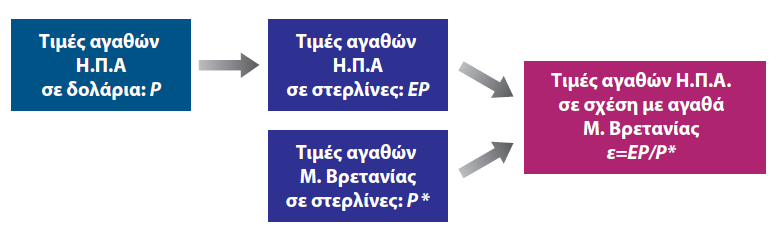 Τιμές αγαθών
Η.Π.Α
σε δολάρια: P
Τιμές αγαθών
Η.Π.Α
σε στερλίνες: EP
Τιμές αγαθών
Μ. Βρετανίας
σε στερλίνες: P*
Τιμές αγαθών Η.Π.Α.
σε σχέση με αγαθά
Μ. Βρετανίας
ε=EP/P*